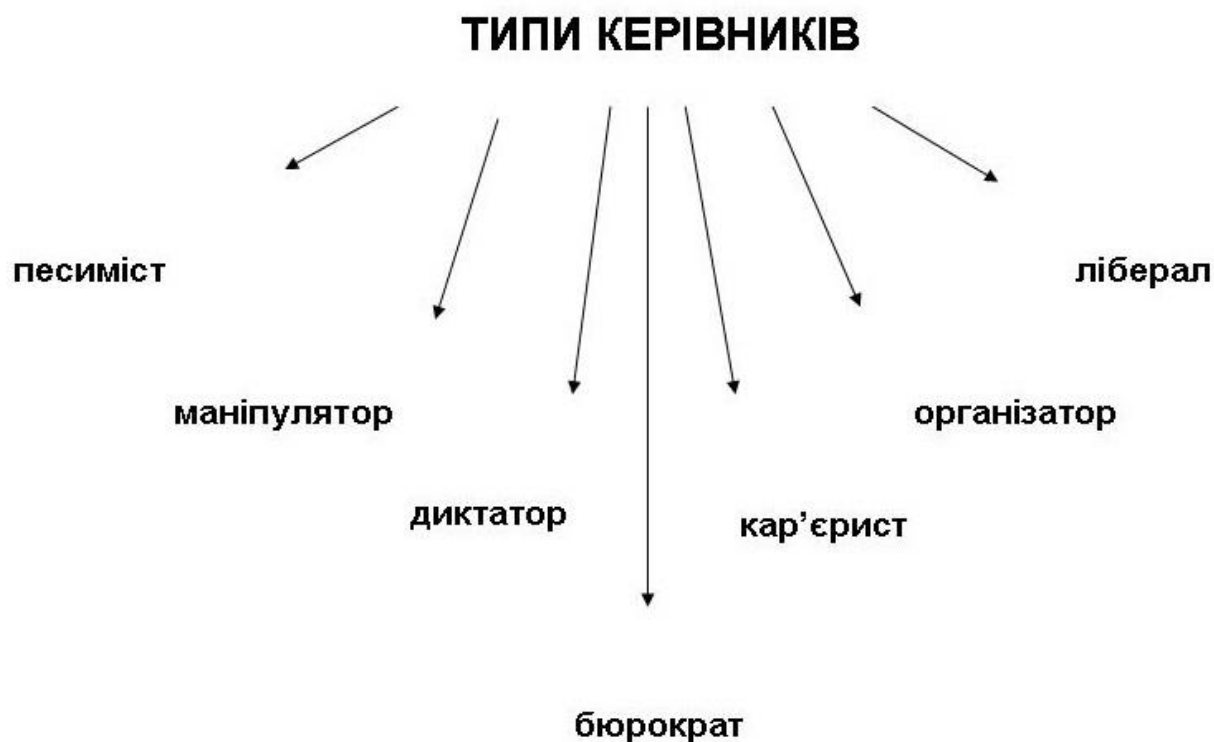 ТИПИ КЕРІВНИКІВ
песиміст
ліберал
маніпулятор
організатор
диктатор
кар’єрист
бюрократ